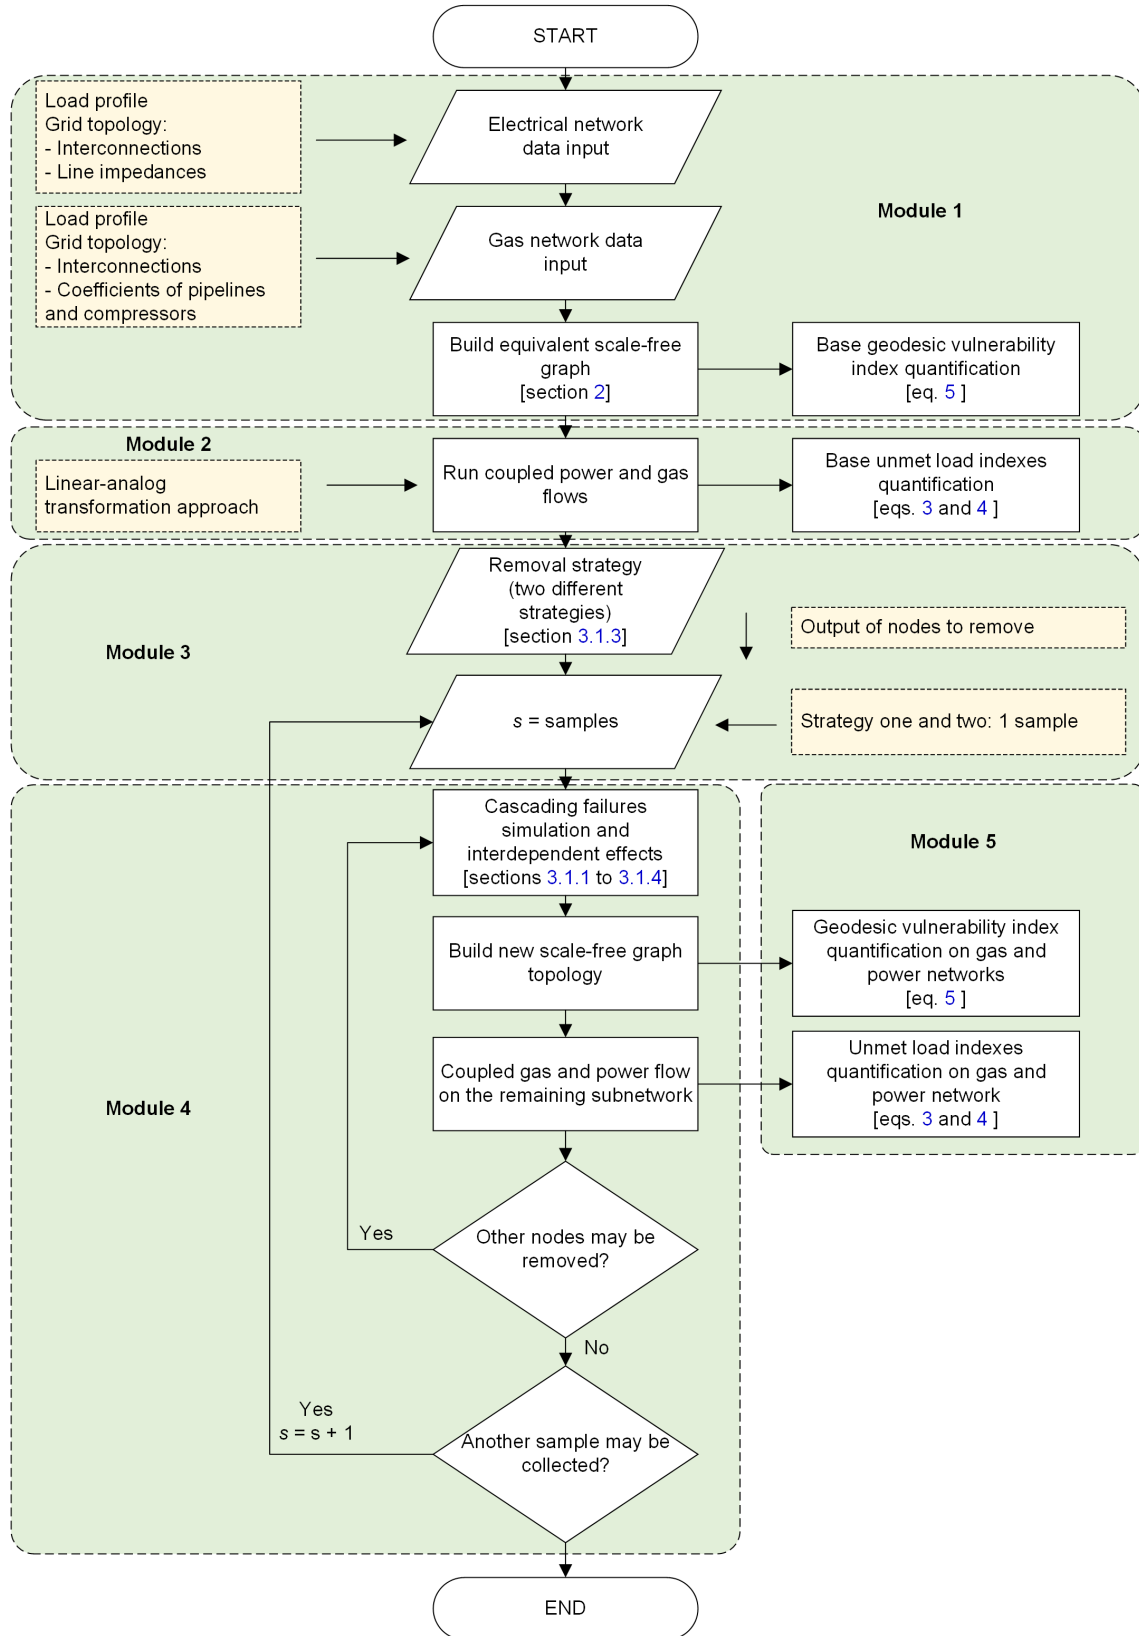 START
Load profile
Grid topology:
- Interconnections
- Line impedances
Electrical network
data input
Module 1
Load profile
Grid topology:
- Interconnections
- Coefficients of pipelines
and compressors
Gas network data
input
Build equivalent scale-free
graph
[section 2]
Base geodesic vulnerability
index quantification
[eq. 5 ]
Module 2
Linear-analog
transformation approach
Run coupled power and gas
flows
Base unmet load indexes
quantification
[eqs. 3 and 4 ]
Module 3
Removal strategy
(two different
strategies)
[section 3.1.3]
Output of nodes to remove
s = samples
Strategy one and two: 1 sample
Module 4
Cascading failures
simulation and
interdependent effects
[sections 3.1.1 to 3.1.4]
Module 5
Build new scale-free graph
topology
Geodesic vulnerability index
quantification on gas and
power networks
[eq. 5 ]
Coupled gas and power flow
on the remaining subnetwork
Unmet load indexes
quantification on gas and
power network
[eqs. 3 and 4 ]
Yes
Other nodes may be
removed?
No
Yes
s = s + 1
Another sample may be
collected?
END